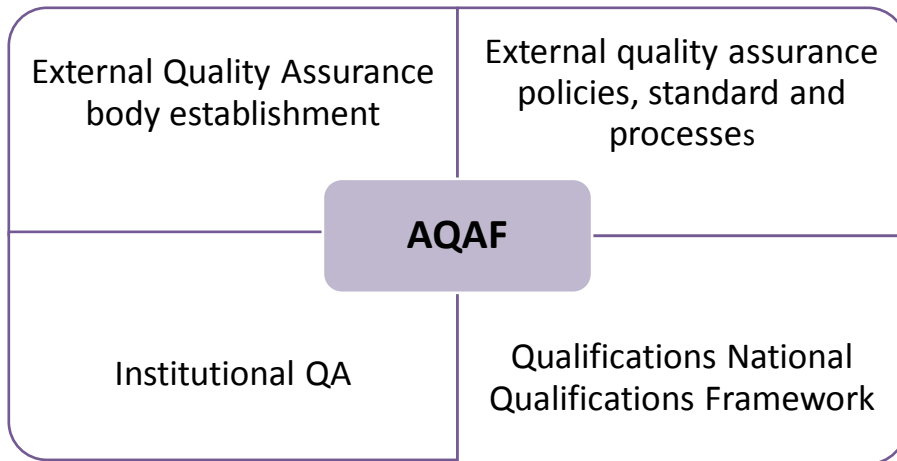 External Quality Assurance
body establishment
External quality assurance
policies, standard and
processes
AQAF
Institutional QA
Qualifications National
Qualifications Framework